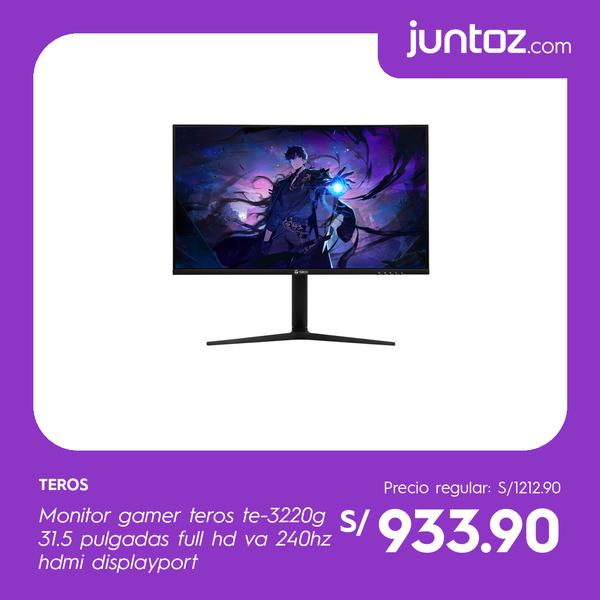 juntoz.com
TEROS
Monitor gamer teros te-3220g
31.5 pulgadas full hd va 240hz
hdmi displayport
Precio regular: S/1212.90
S/ 933.90